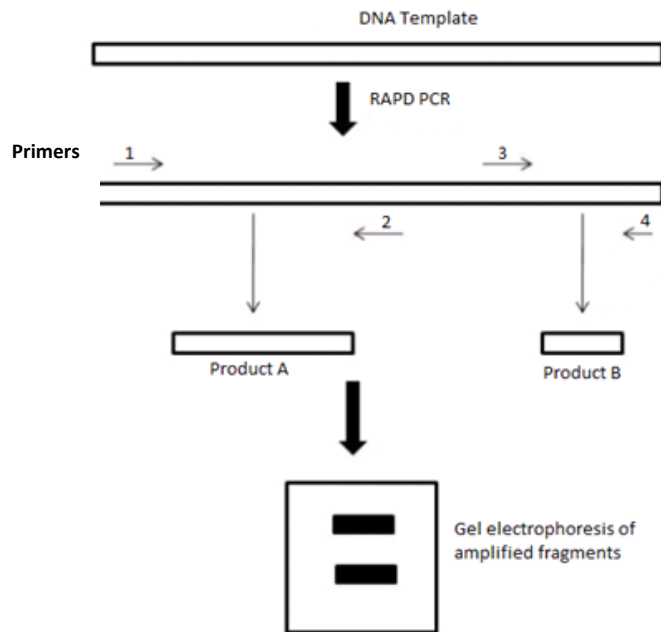 DNA Template
RAPD PCR
Primers
1
3
2
4
Product A
Product B
Gel electrophoresis of
amplified fragments